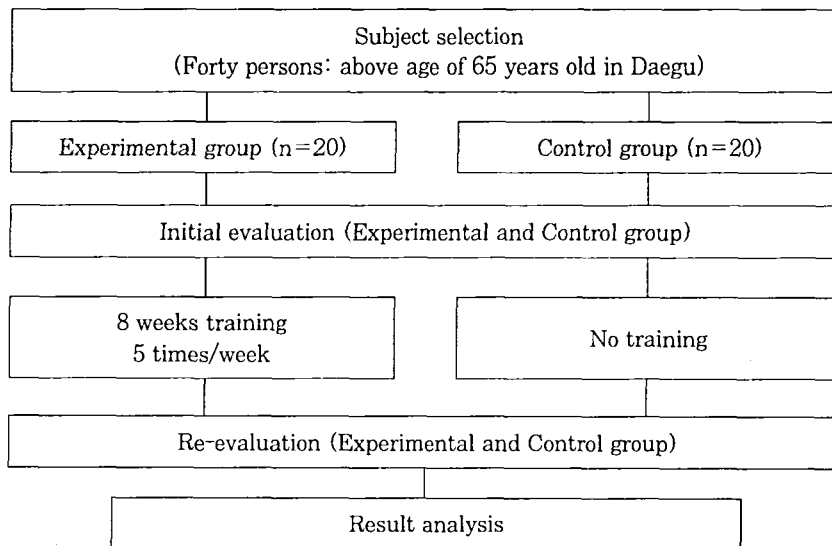 Subject selection
(Forty persons: above age of 65 years old in Daegu)
Experimental group (n=20)
Control group (n=20)
Initial evaluation (Experimental and Control group)
8 weeks training
5 times/week
No training
Re-evaluation (Experimental and Control group)
Result analysis